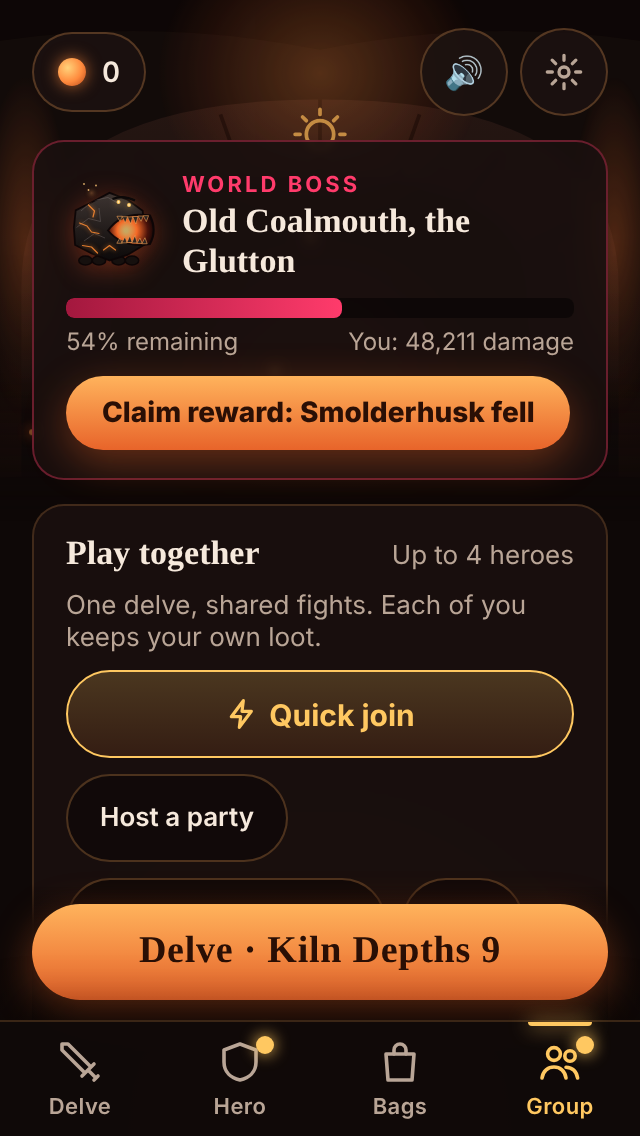 0
WORLD BOSS
Old Coalmouth, the
Glutton
54% remaining
You: 48,211 damage
Claim reward: Smolderhusk fell
Play together
Up to 4 heroes
One delve, shared fights. Each of you
keeps your own loot.
Quick join
Host a party
Delve · Kiln Depths 9
Delve
Hero
Bags
Group